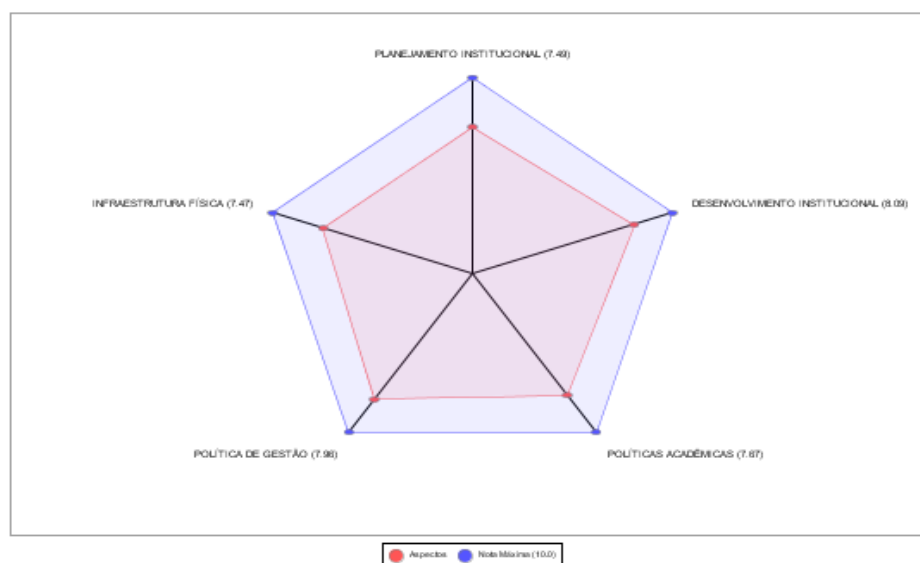 PLANEJAMENTO INSTITUCIONAL (7.49)
INFRAESTRUTURA FÍSICA (7.47)
DESENVOLVIMENTO INSTITUCIONAL (8.09)
POLÍTICA DE GESTÃO (7.96)
POLÍTICAS ACADÊMICAS (7.67)
Aspectos
Nota Máxima (10.0)